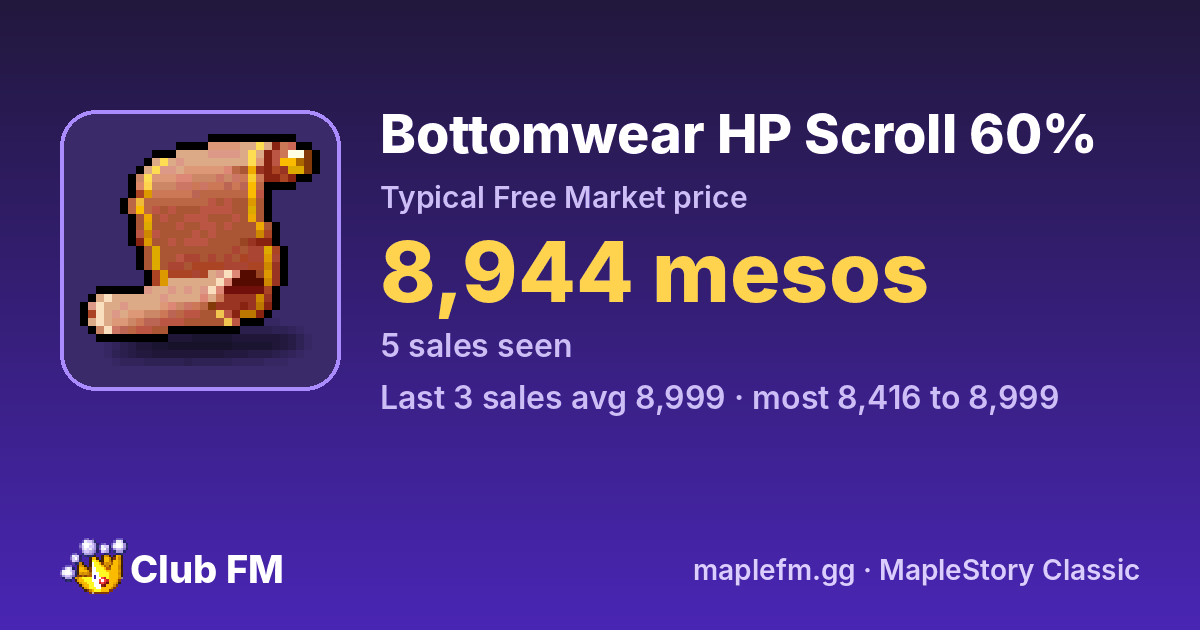 Bottomwear HP Scroll 60%
Typical Free Market price
8,944 mesos
5 sales seen
Last 3 sales avg 8,999 · most 8,416 to 8,999
Club FM
maplefm.gg · MapleStory Classic